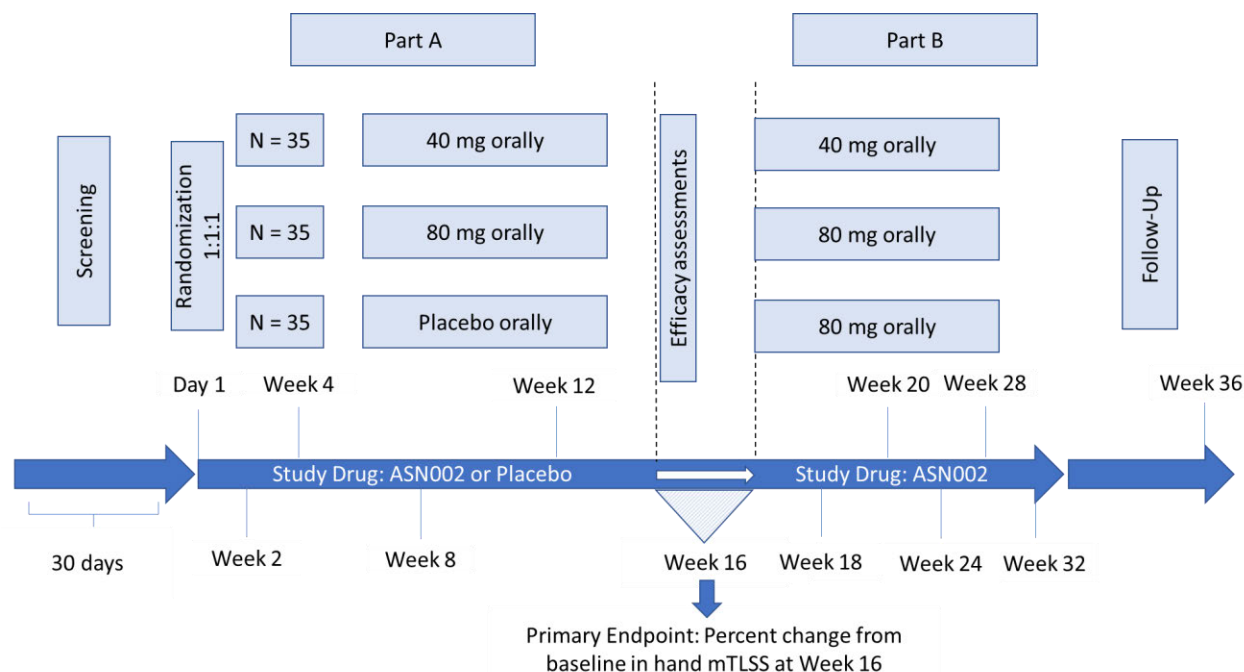 Part A
Part B
Screening
Randomization
1:1:1
N = 35
40 mg orally
N = 35
80 mg orally
N = 35
Placebo orally
Efficacy assessments
40 mg orally
80 mg orally
80 mg orally
Follow-Up
Day 1
Week 4
Week 12
Week 20
Week 28
Week 36
Study Drug: ASN002 or Placebo
Study Drug: ASN002
30 days
Week 2
Week 8
Week 16
Week 18
Week 24
Week 32
Primary Endpoint: Percent change from
baseline in hand mTLSS at Week 16